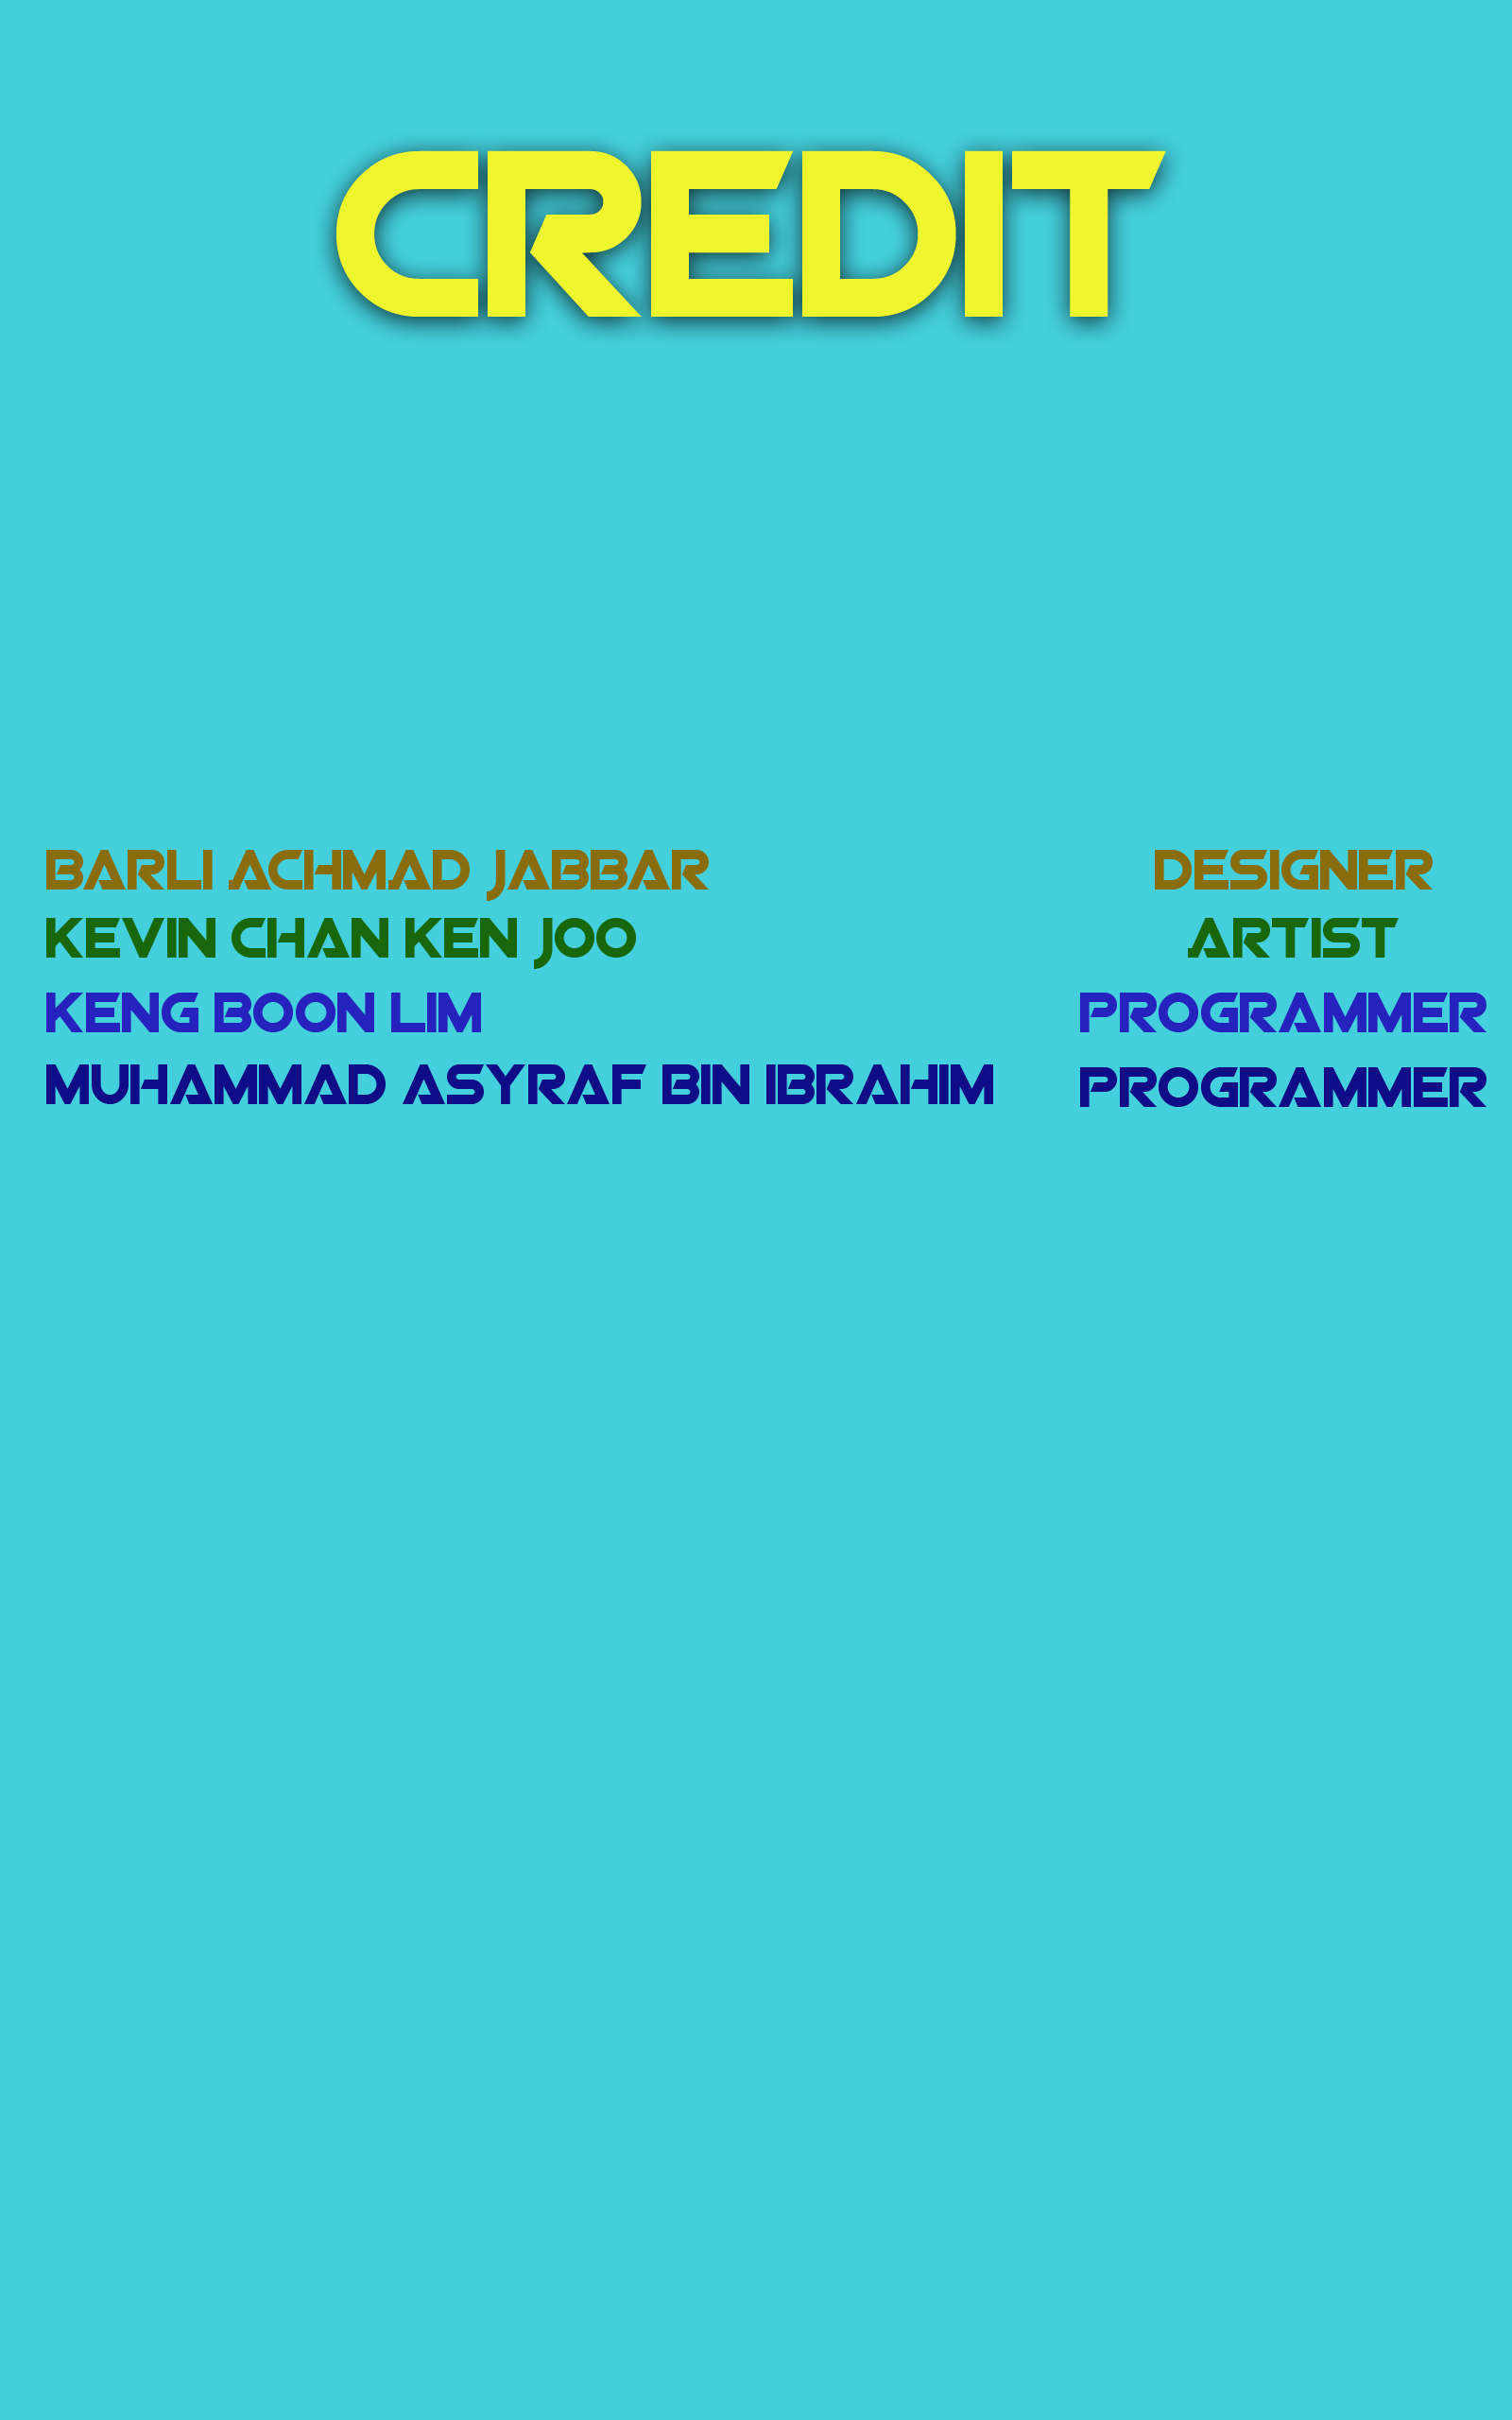 CREDIT
BARLI ACHMAD JABBAR DESIGNER
KEVIN CHAN KEN JOO ARTIST
KENG BOON LIM PROGRAMMER
MUHAMMAD ASYRAF BIN IBRAHIM PROGRAMMER